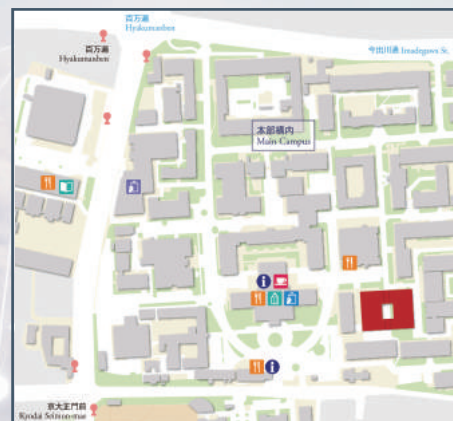 百万遍
Hyakumanben
百万遍
Hyakumanben
今出川通 Imadegawa St.
本部構内
Main Campus
京大正門前
Kyodai Seimon-mae